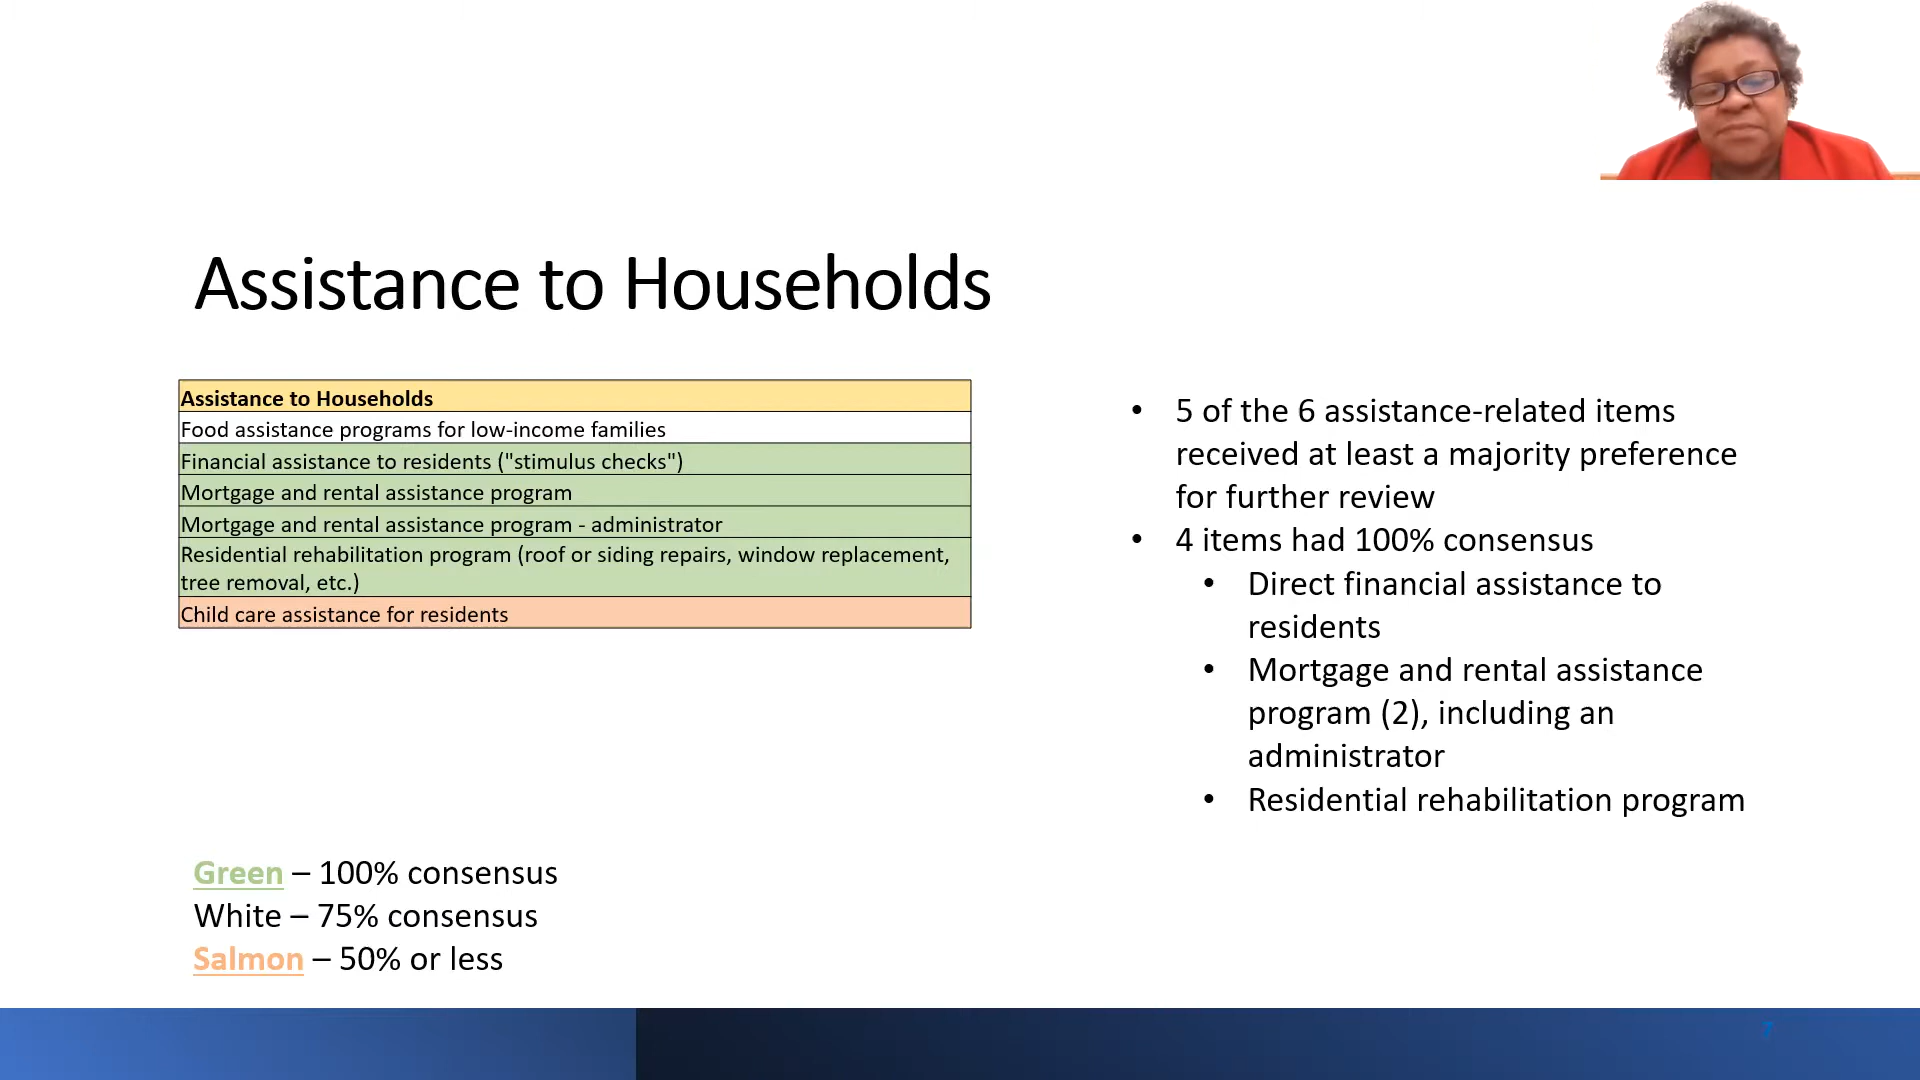 Assistance to Households
Assistance to Households
Food assistance programs for low-income families
Financial assistance to residents ("stimulus checks")
Mortgage and rental assistance program
Mortgage and rental assistance program - administrator
Residential rehabilitation program (roof or siding repairs, window replacement,
tree removal, etc.)
Child care assistance for residents
• 5 of the 6 assistance-related items
received at least a majority preference
for further review
• 4 items had 100% consensus
• Direct financial assistance to
residents
• Mortgage and rental assistance
program (2), including an
administrator
• Residential rehabilitation program
Green – 100% consensus
White – 75% consensus
Salmon – 50% or less
7